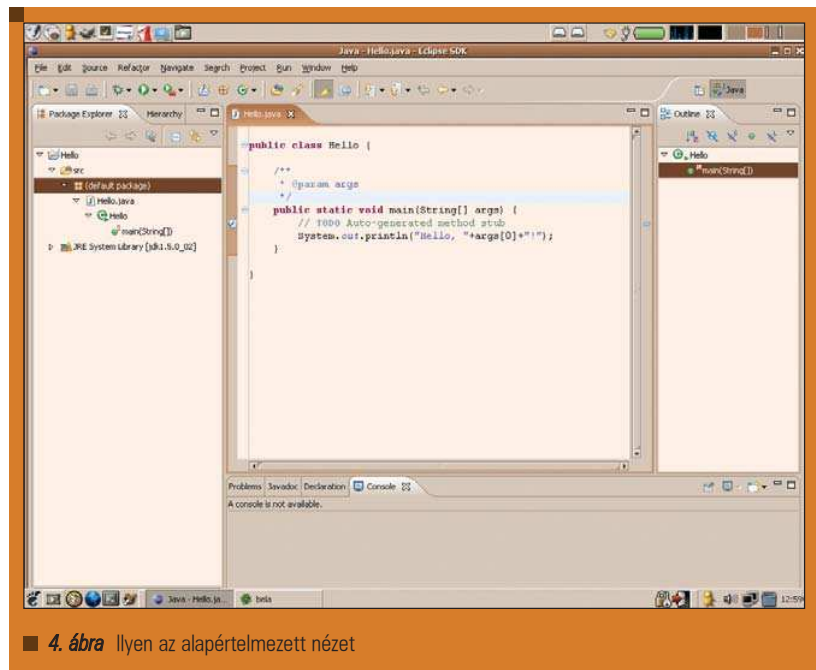 Java - Hello.java - Eclipse SDK
File Edit Source Refactor Navigate Search Project Run Window Help
Java
Package Explorer Hierarchy
Hello
src
(default package)
Hello.java
Hello
main(String[])
JRE System Library [jdk1.5.0_02]
Hello.java
public class Hello {
/**
* @param args
*/
public static void main(String[] args) {
// TODO Auto-generated method stub
System.out.println("Hello, "+args[0]+"!");
}
}
Outline
Hello
main(String[])
Problems Javadoc Declaration Console
A console is not available.
Java - Hello.ja...
bela
12:59
4. ábra Ilyen az alapértelmezett nézet